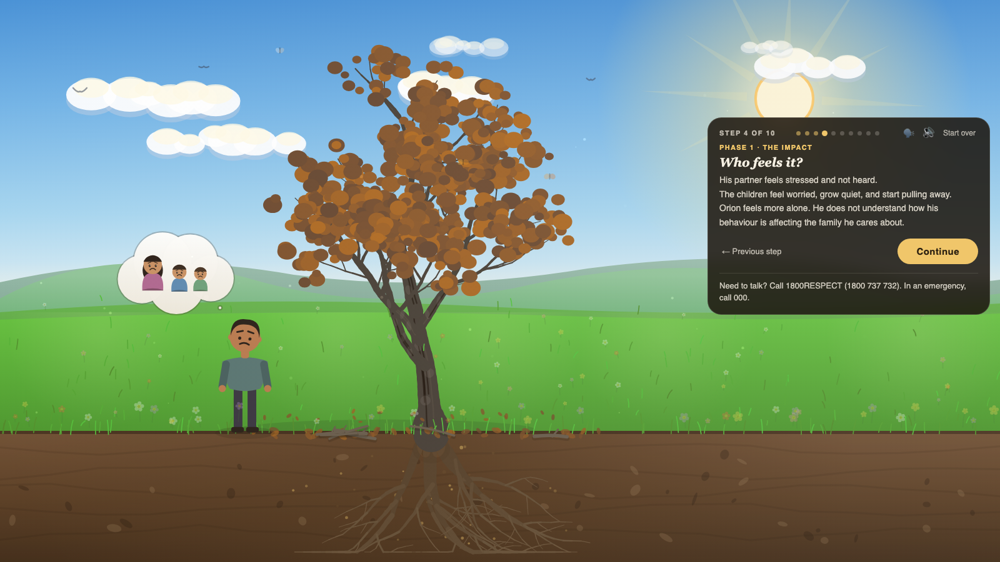 STEP 4 OF 10
Start over
PHASE 1 · THE IMPACT
Who feels it?
His partner feels stressed and not heard.
The children feel worried, grow quiet, and start pulling away.
Orion feels more alone. He does not understand how his
behaviour is affecting the family he cares about.
←Previous step
Continue
Need to talk? Call 1800RESPECT (1800 737 732). In an emergency,
call 000.